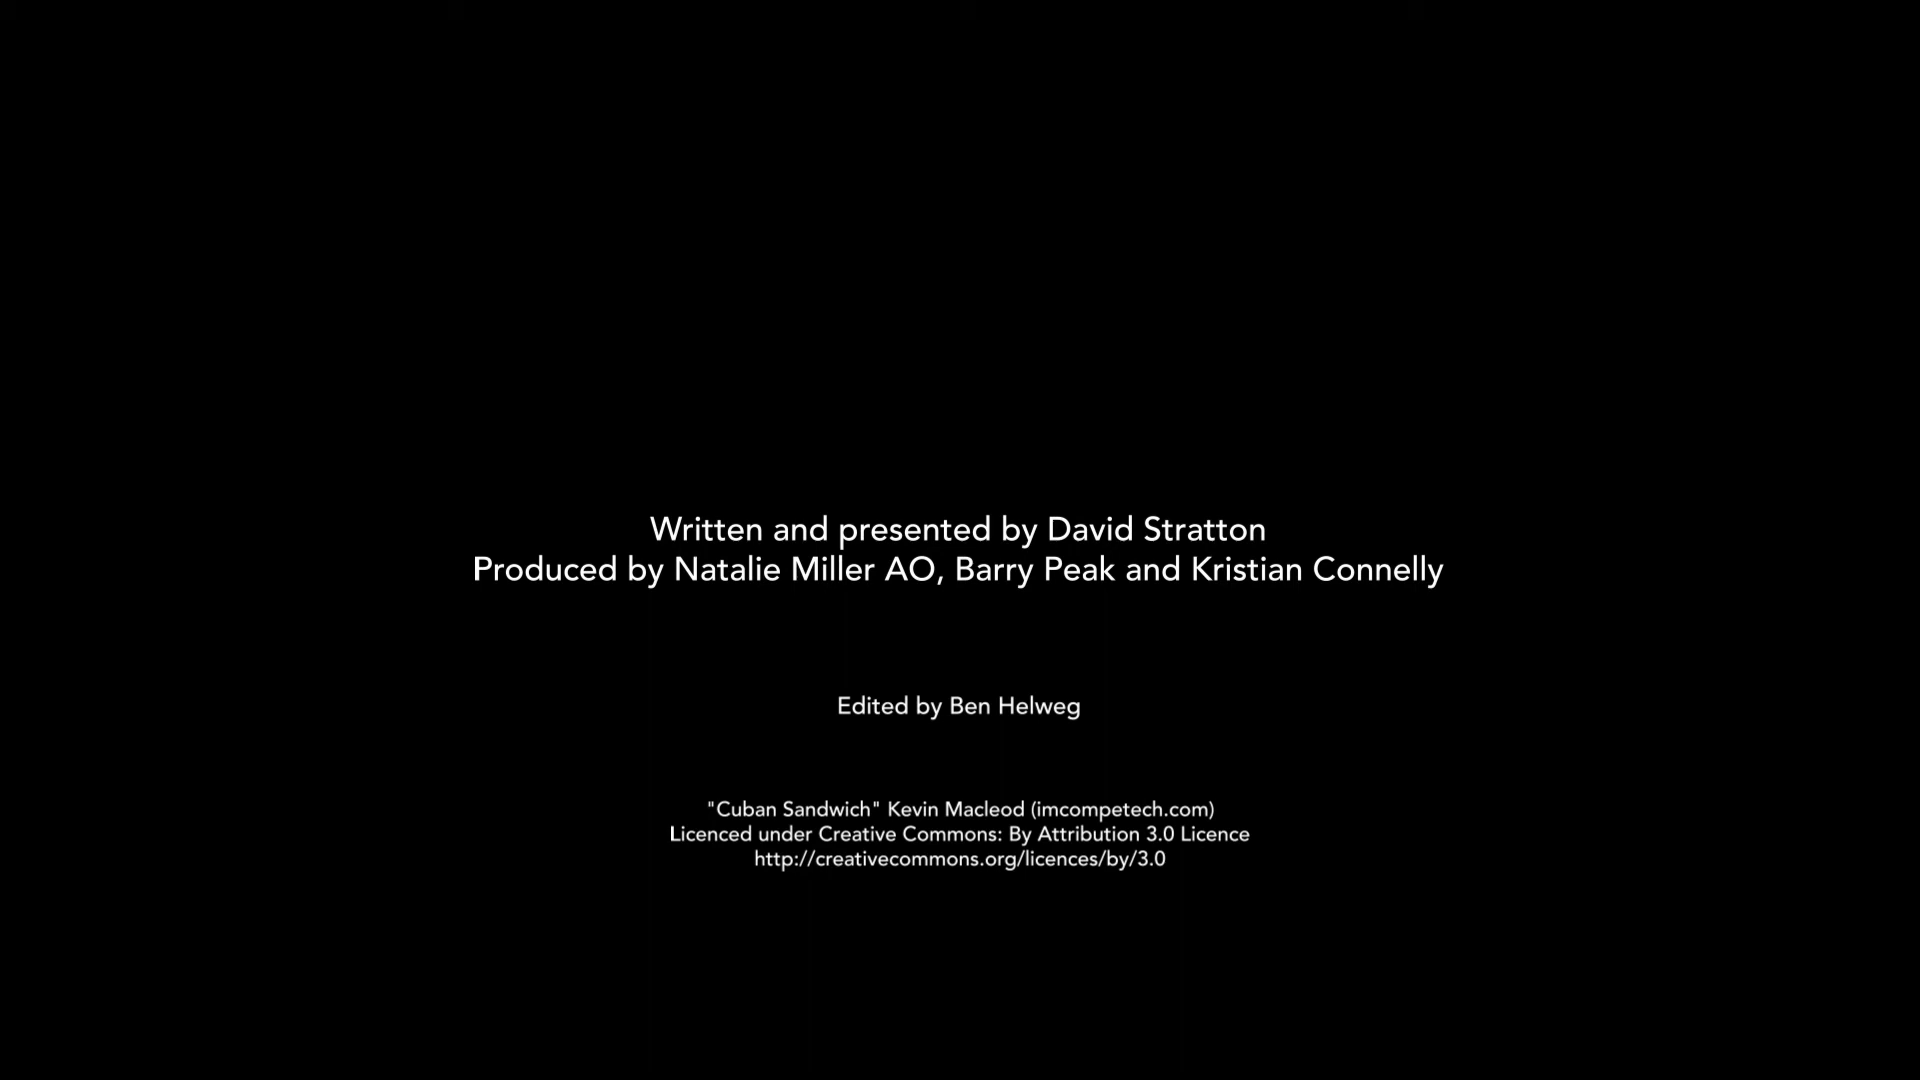 Written and presented by David Stratton
Produced by Natalie Miller AO, Barry Peak and Kristian Connelly
Edited by Ben Helweg
"Cuban Sandwich" Kevin Macleod (imcompetech.com)
Licenced under Creative Commons: By Attribution 3.0 Licence
http://creativecommons.org/licences/by/3.0